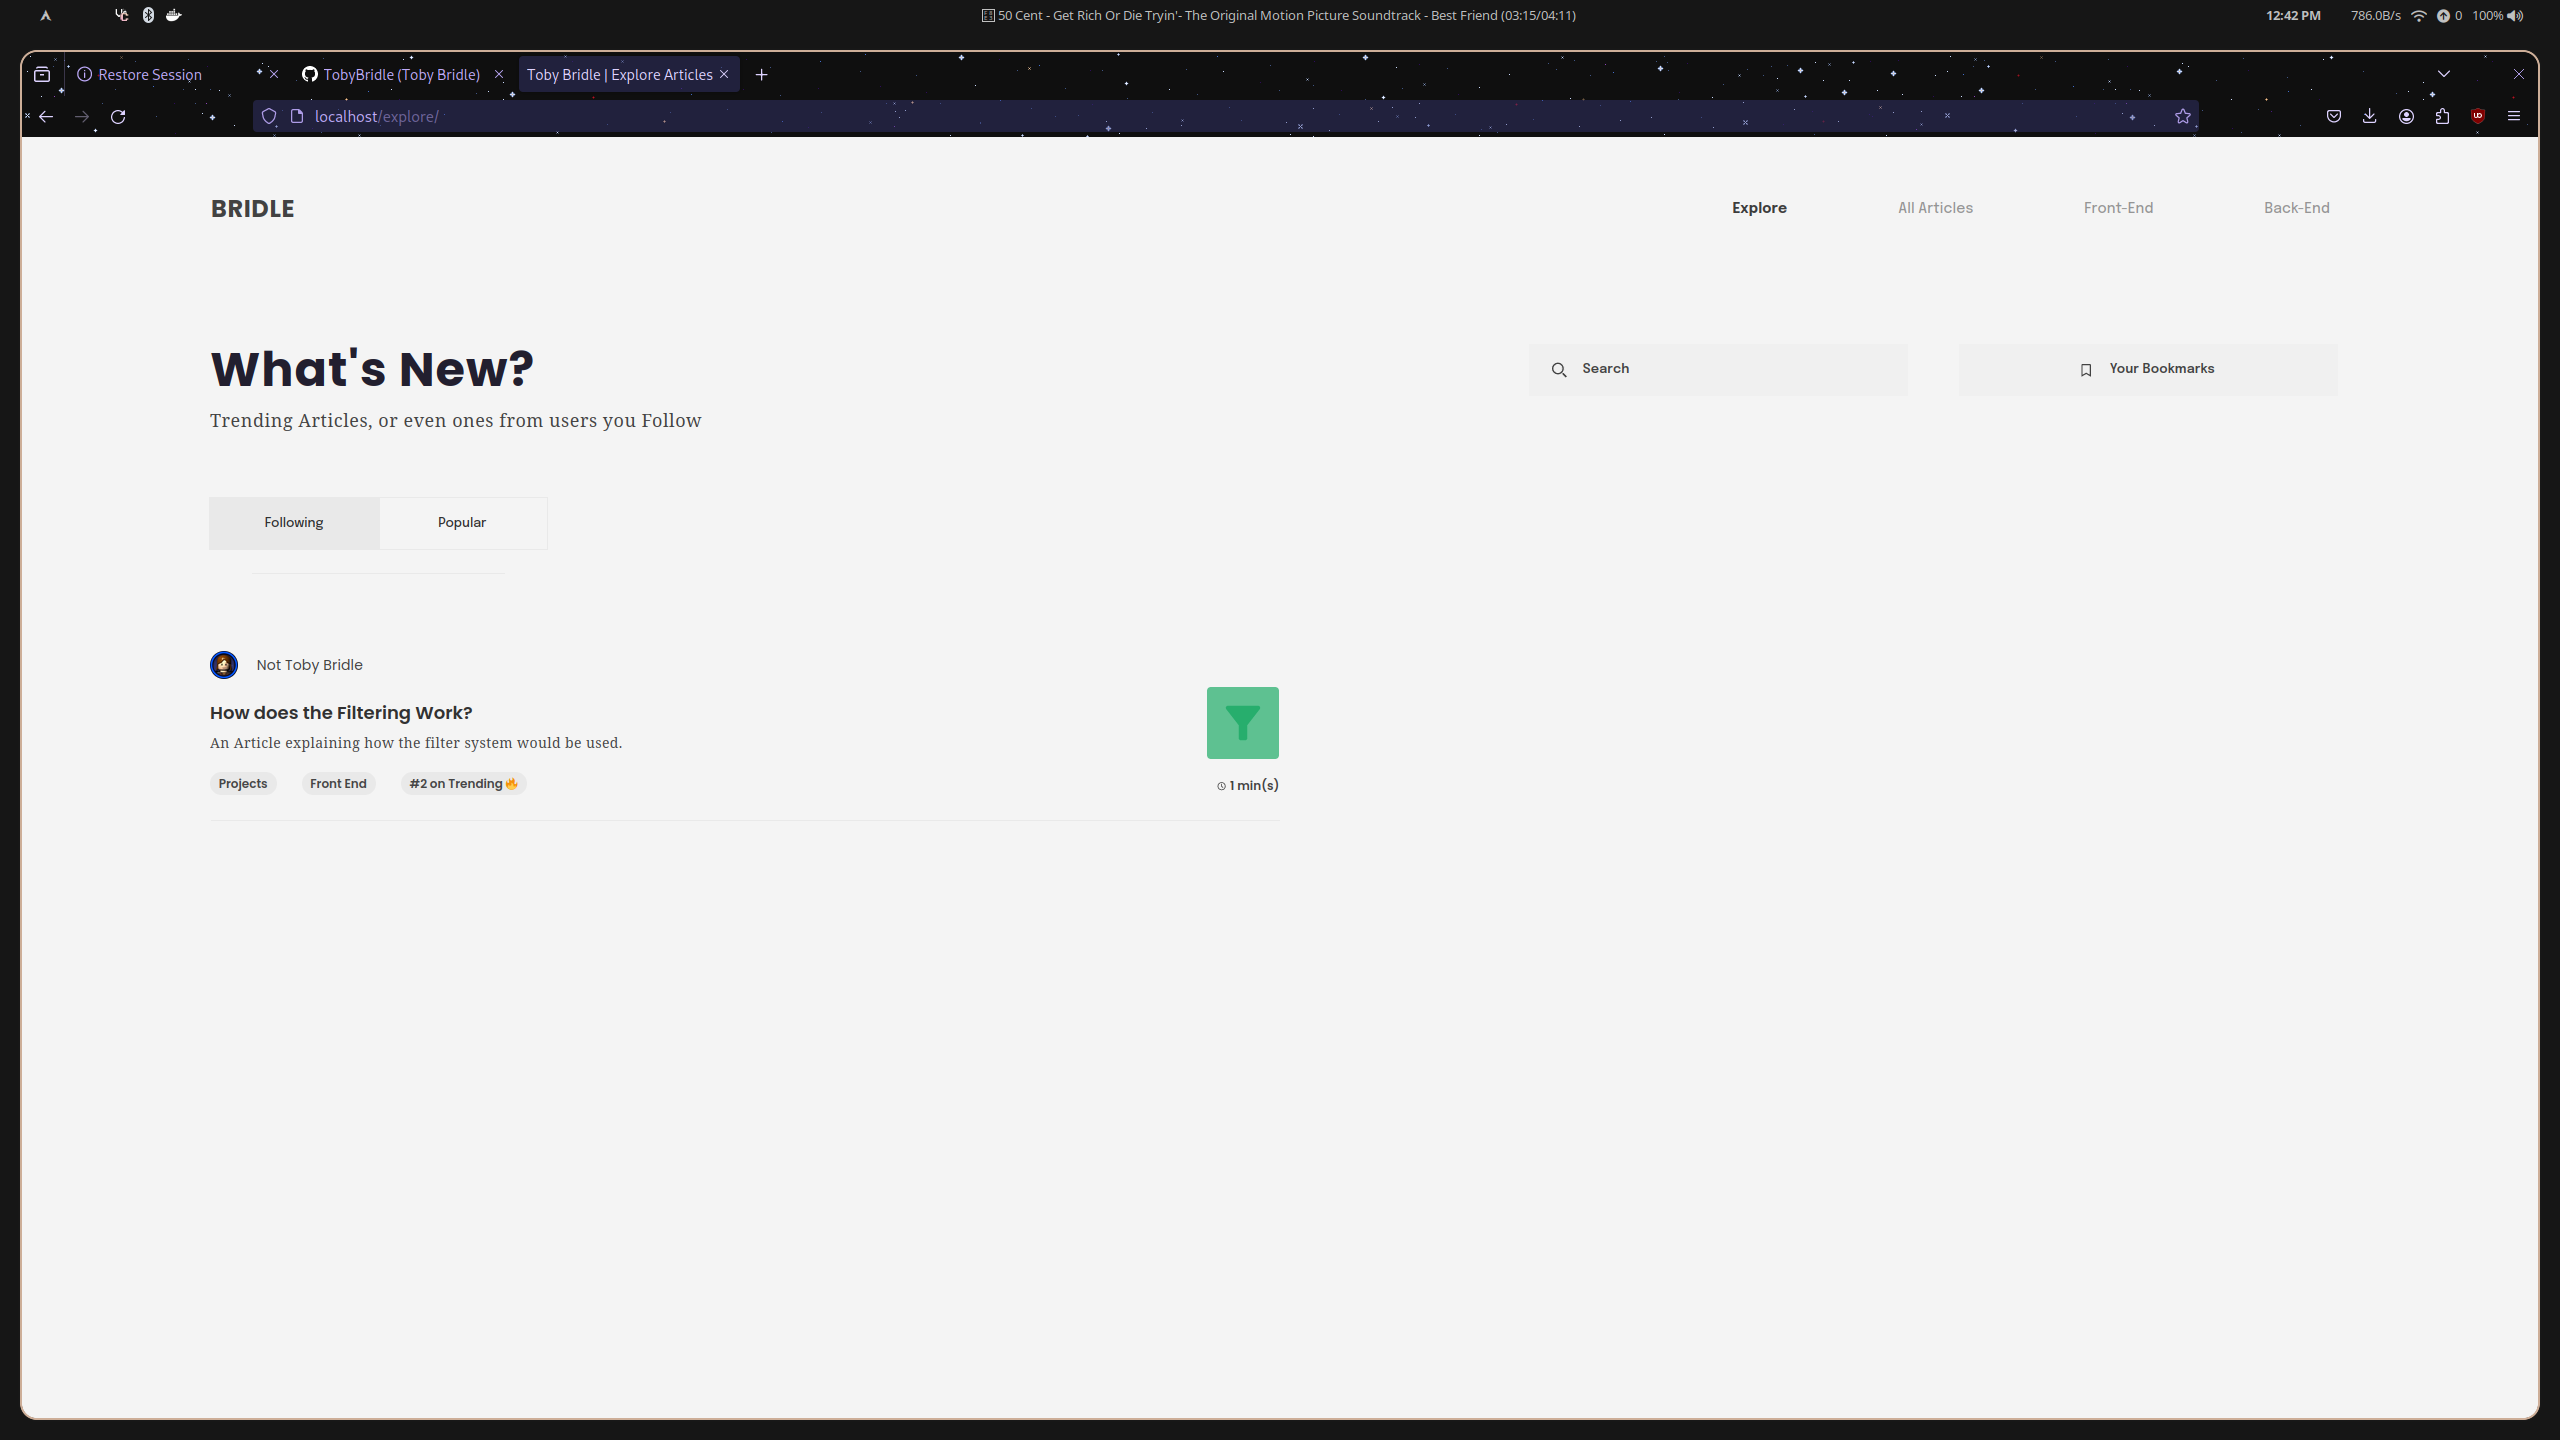 50 Cent - Get Rich Or Die Tryin'- The Original Motion Picture Soundtrack - Best Friend (03:15/04:11)
12:42 PM 786.0B/s 0 100%
Restore Session
TobyBridle (Toby Bridle)
Toby Bridle | Explore Articles
localhost/explore/
BRIDLE
Explore
All Articles
Front-End
Back-End
What's New?
Search
Your Bookmarks
Trending Articles, or even ones from users you Follow
Following
Popular
Not Toby Bridle
How does the Filtering Work?
An Article explaining how the filter system would be used.
Projects
Front End
#2 on Trending 🔥
1 min(s)